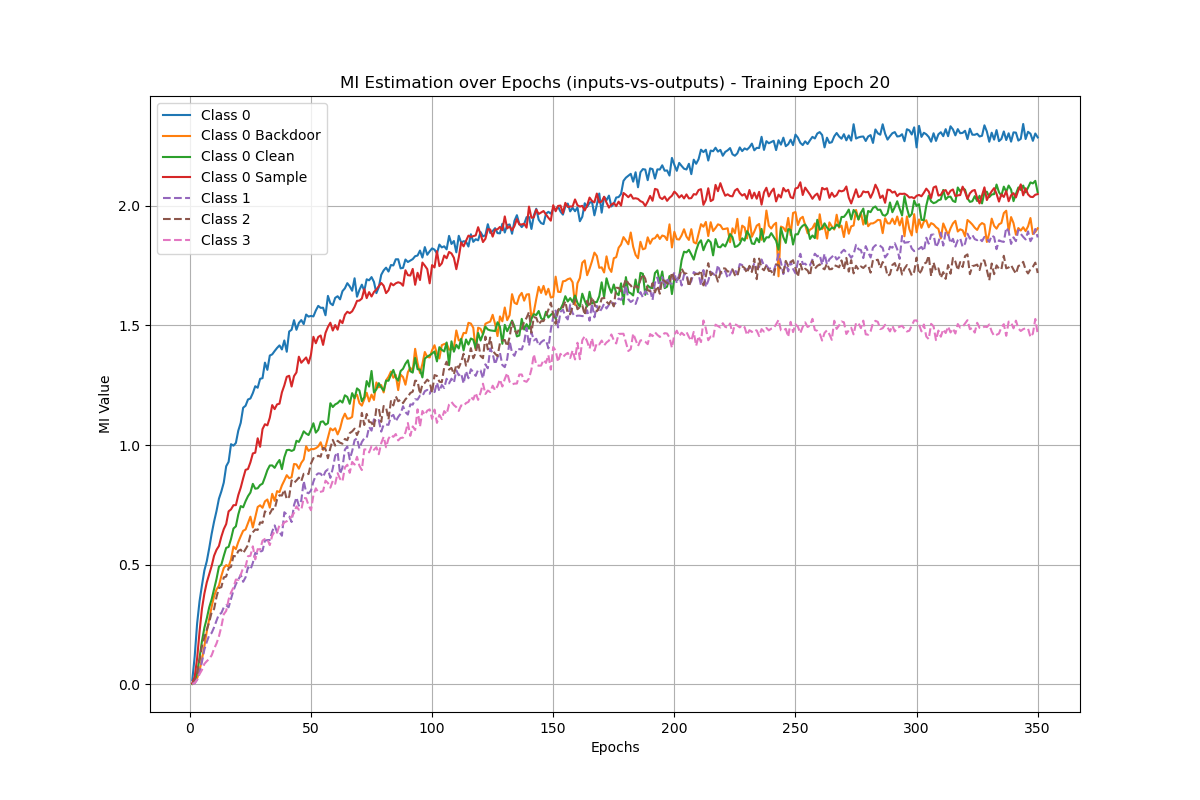 MI Estimation over Epochs (inputs-vs-outputs) - Training Epoch 20
Class 0
Class 0 Backdoor
Class 0 Clean
Class 0 Sample
Class 1
Class 2
Class 3
MI Value
2.0
1.5
1.0
0.5
0.0
0 50 100 150 200 250 300 350
Epochs